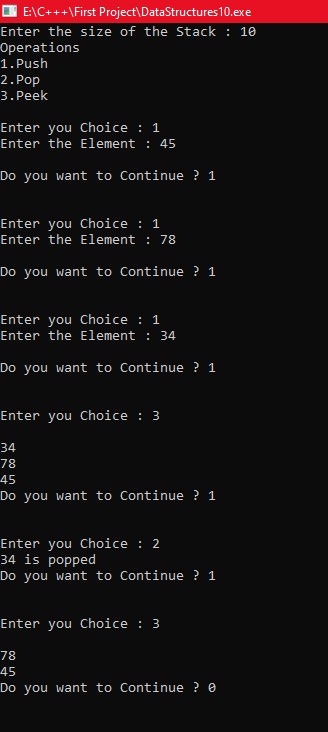 E:\C+++\First Project\DataStructures10.exe
Enter the size of the Stack : 10
Operations
1.Push
2.Pop
3.Peek
Enter you Choice : 1
Enter the Element : 45
Do you want to Continue ? 1
Enter you Choice : 1
Enter the Element : 78
Do you want to Continue ? 1
Enter you Choice : 1
Enter the Element : 34
Do you want to Continue ? 1
Enter you Choice : 3
34
78
45
Do you want to Continue ? 1
Enter you Choice : 2
34 is popped
Do you want to Continue ? 1
Enter you Choice : 3
78
45
Do you want to Continue ? 0